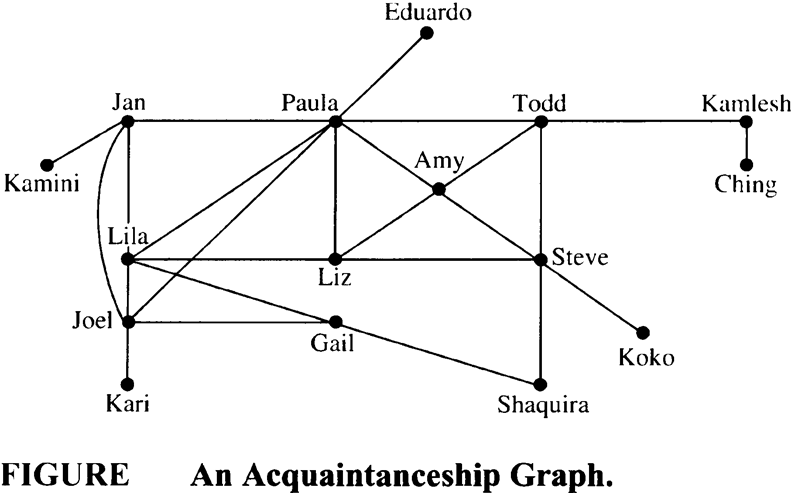 Eduardo
Jan Paula Todd Kamlesh
Amy
Kamini Ching
Lila
Liz Steve
Joel
Gail
Koko
Kari Shaquira
FIGURE An Acquaintanceship Graph.